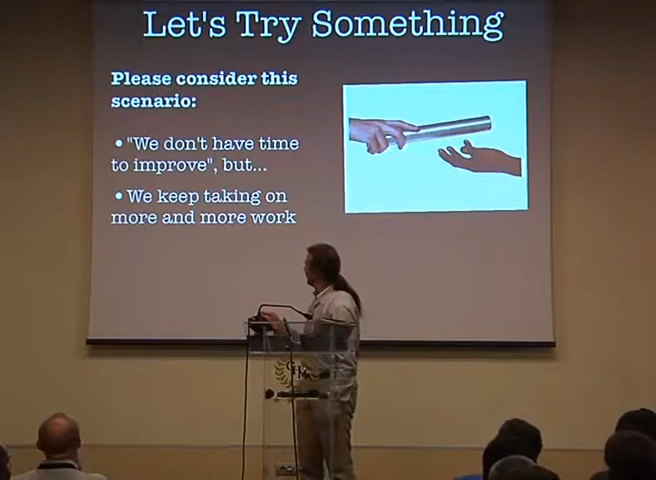 Let's Try Something
Please consider this
scenario:
•"We don't have time
to improve", but...
•We keep taking on
more and more work